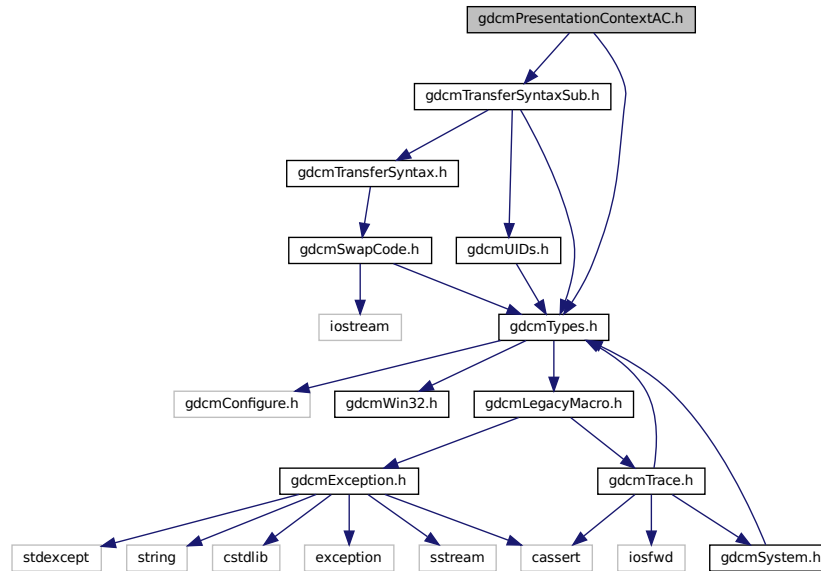 gdcmPresentationContextAC.h
gdcmTransferSyntaxSub.h
gdcmTransferSyntax.h
gdcmSwapCode.h
gdcmUIDs.h
iostream
gdcmTypes.h
gdcmConfigure.h
gdcmWin32.h
gdcmLegacyMacro.h
gdcmException.h
gdcmTrace.h
stdexcept
string
cstdlib
exception
sstream
cassert
iosfwd
gdcmSystem.h